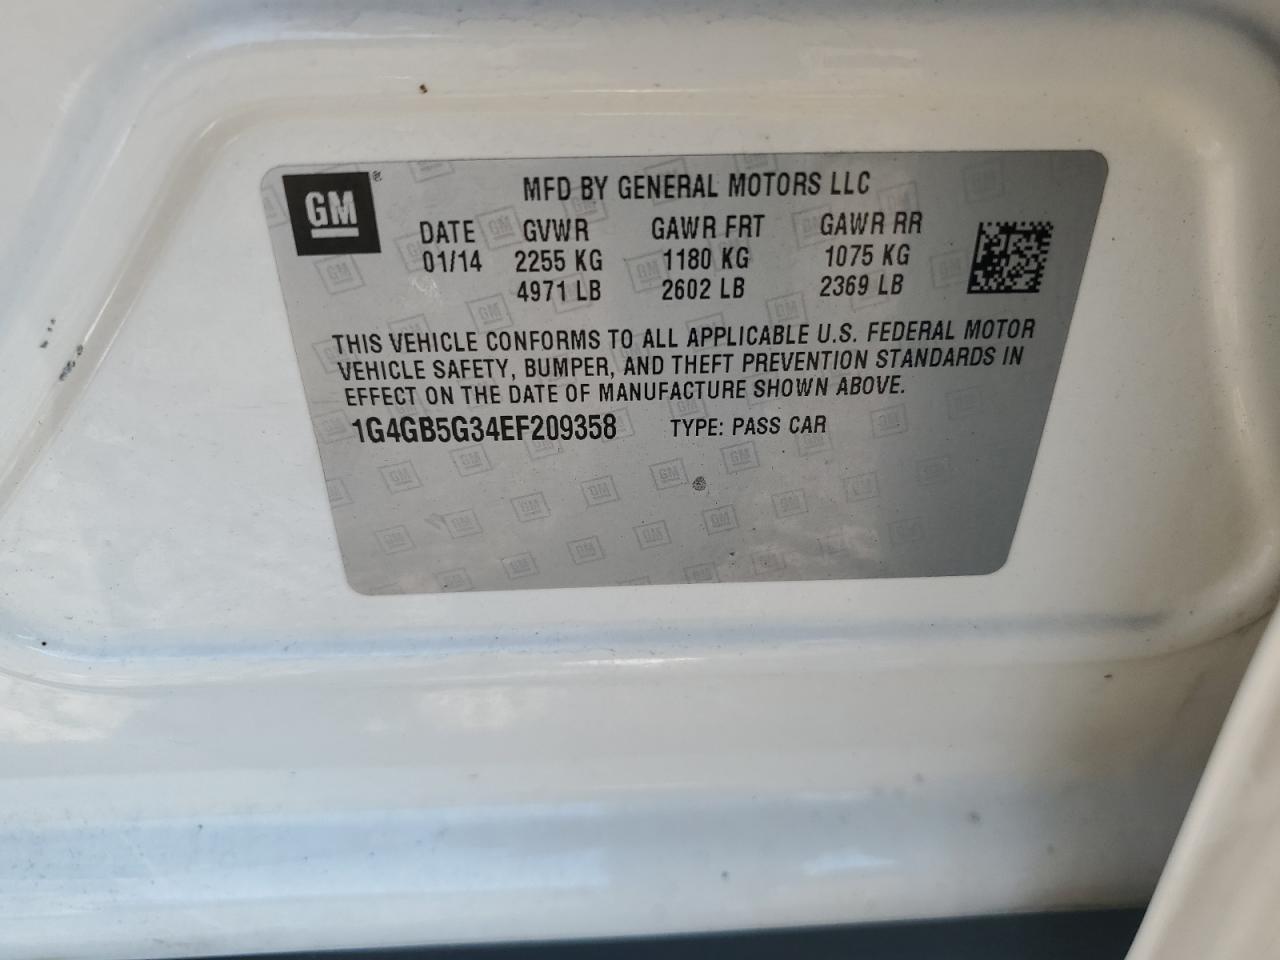 GM
MFD BY GENERAL MOTORS LLC
DATE GVWR GAWR FRT GAWR RR
01/14 2255 KG 1180 KG 1075 KG
4971 LB 2602 LB 2369 LB
THIS VEHICLE CONFORMS TO ALL APPLICABLE U.S. FEDERAL MOTOR
VEHICLE SAFETY, BUMPER, AND THEFT PREVENTION STANDARDS IN
EFFECT ON THE DATE OF MANUFACTURE SHOWN ABOVE.
1G4GB5G34EF209358 TYPE: PASS CAR